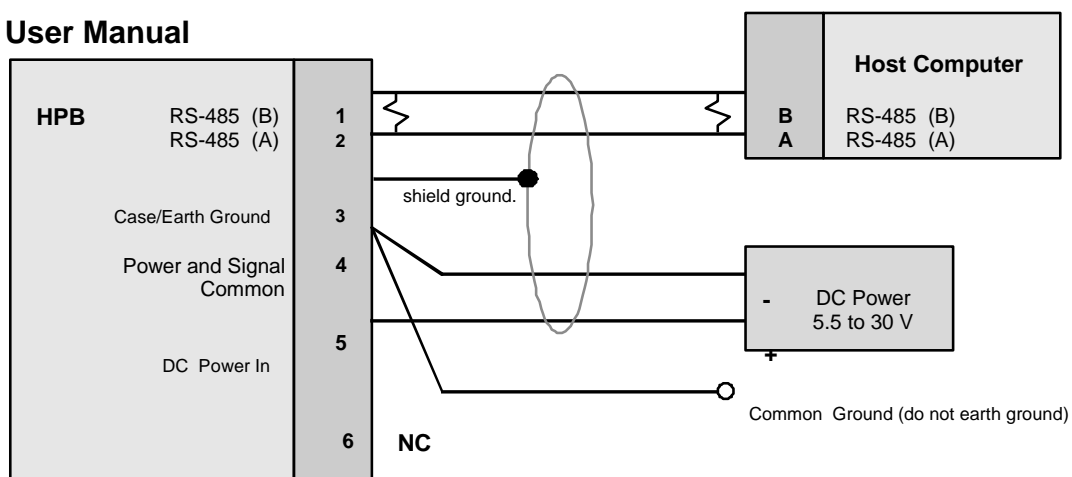 User Manual
HPB
RS-485 (B)
RS-485 (A)
1
2
shield ground.
Case/Earth Ground
3
Power and Signal
Common
4
DC Power In
5
6
NC
Host Computer
B
A
RS-485 (B)
RS-485 (A)
-
DC Power
5.5 to 30 V
+
Common Ground (do not earth ground)